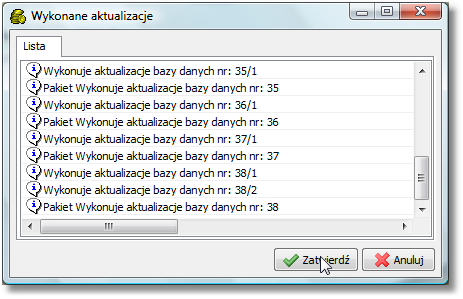 Wykonane aktualizacje
Lista
Wykonuje aktualizacje bazy danych nr: 35/1
Pakiet Wykonuje aktualizacje bazy danych nr: 35
Wykonuje aktualizacje bazy danych nr: 36/1
Pakiet Wykonuje aktualizacje bazy danych nr: 36
Wykonuje aktualizacje bazy danych nr: 37/1
Pakiet Wykonuje aktualizacje bazy danych nr: 37
Wykonuje aktualizacje bazy danych nr: 38/1
Wykonuje aktualizacje bazy danych nr: 38/2
Pakiet Wykonuje aktualizacje bazy danych nr: 38
Zatwierdź Anuluj